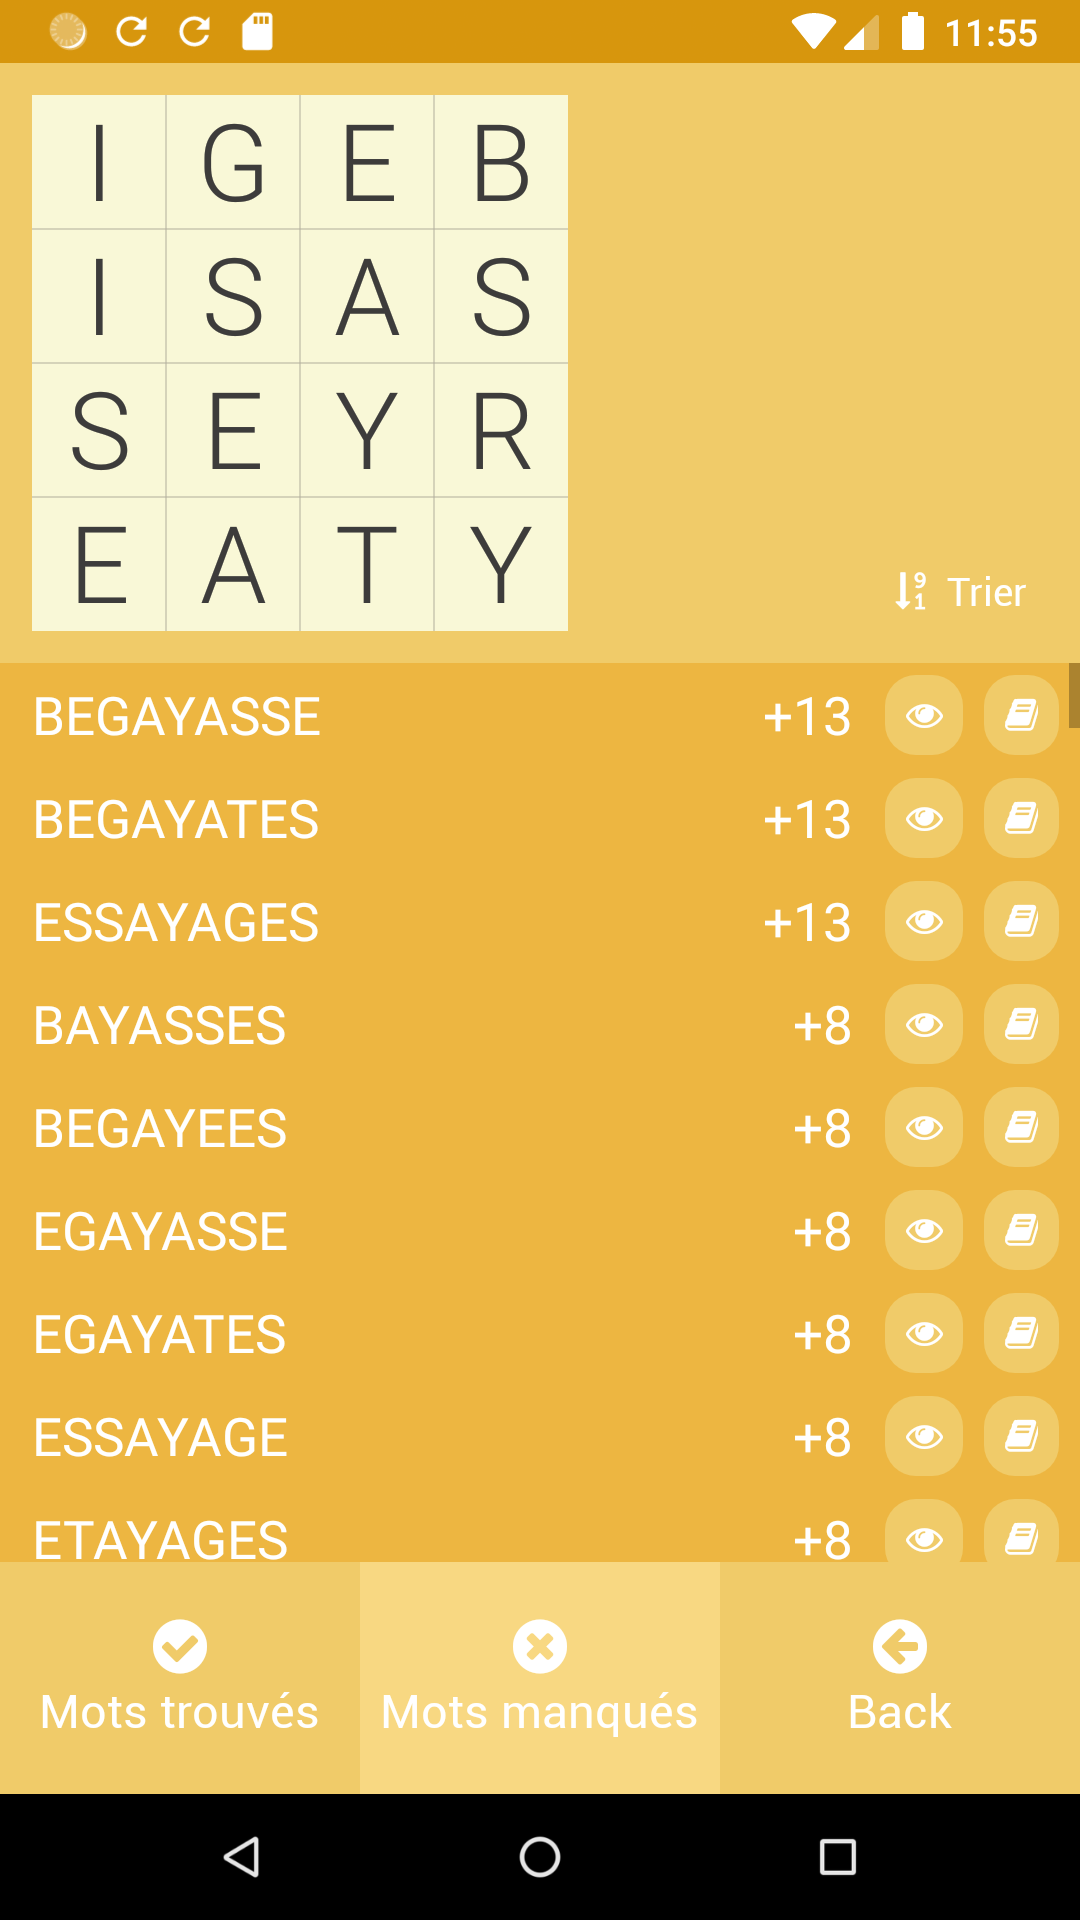 11:55
I G E B
I S A S
S E Y R
E A T Y
Trier
BEGAYASSE +13
BEGAYATES +13
ESSAYAGES +13
BAYASSES +8
BEGAYEES +8
EGAYASSE +8
EGAYATES +8
ESSAYAGE +8
ETAYAGES +8
Mots trouvés
Mots manqués
Back